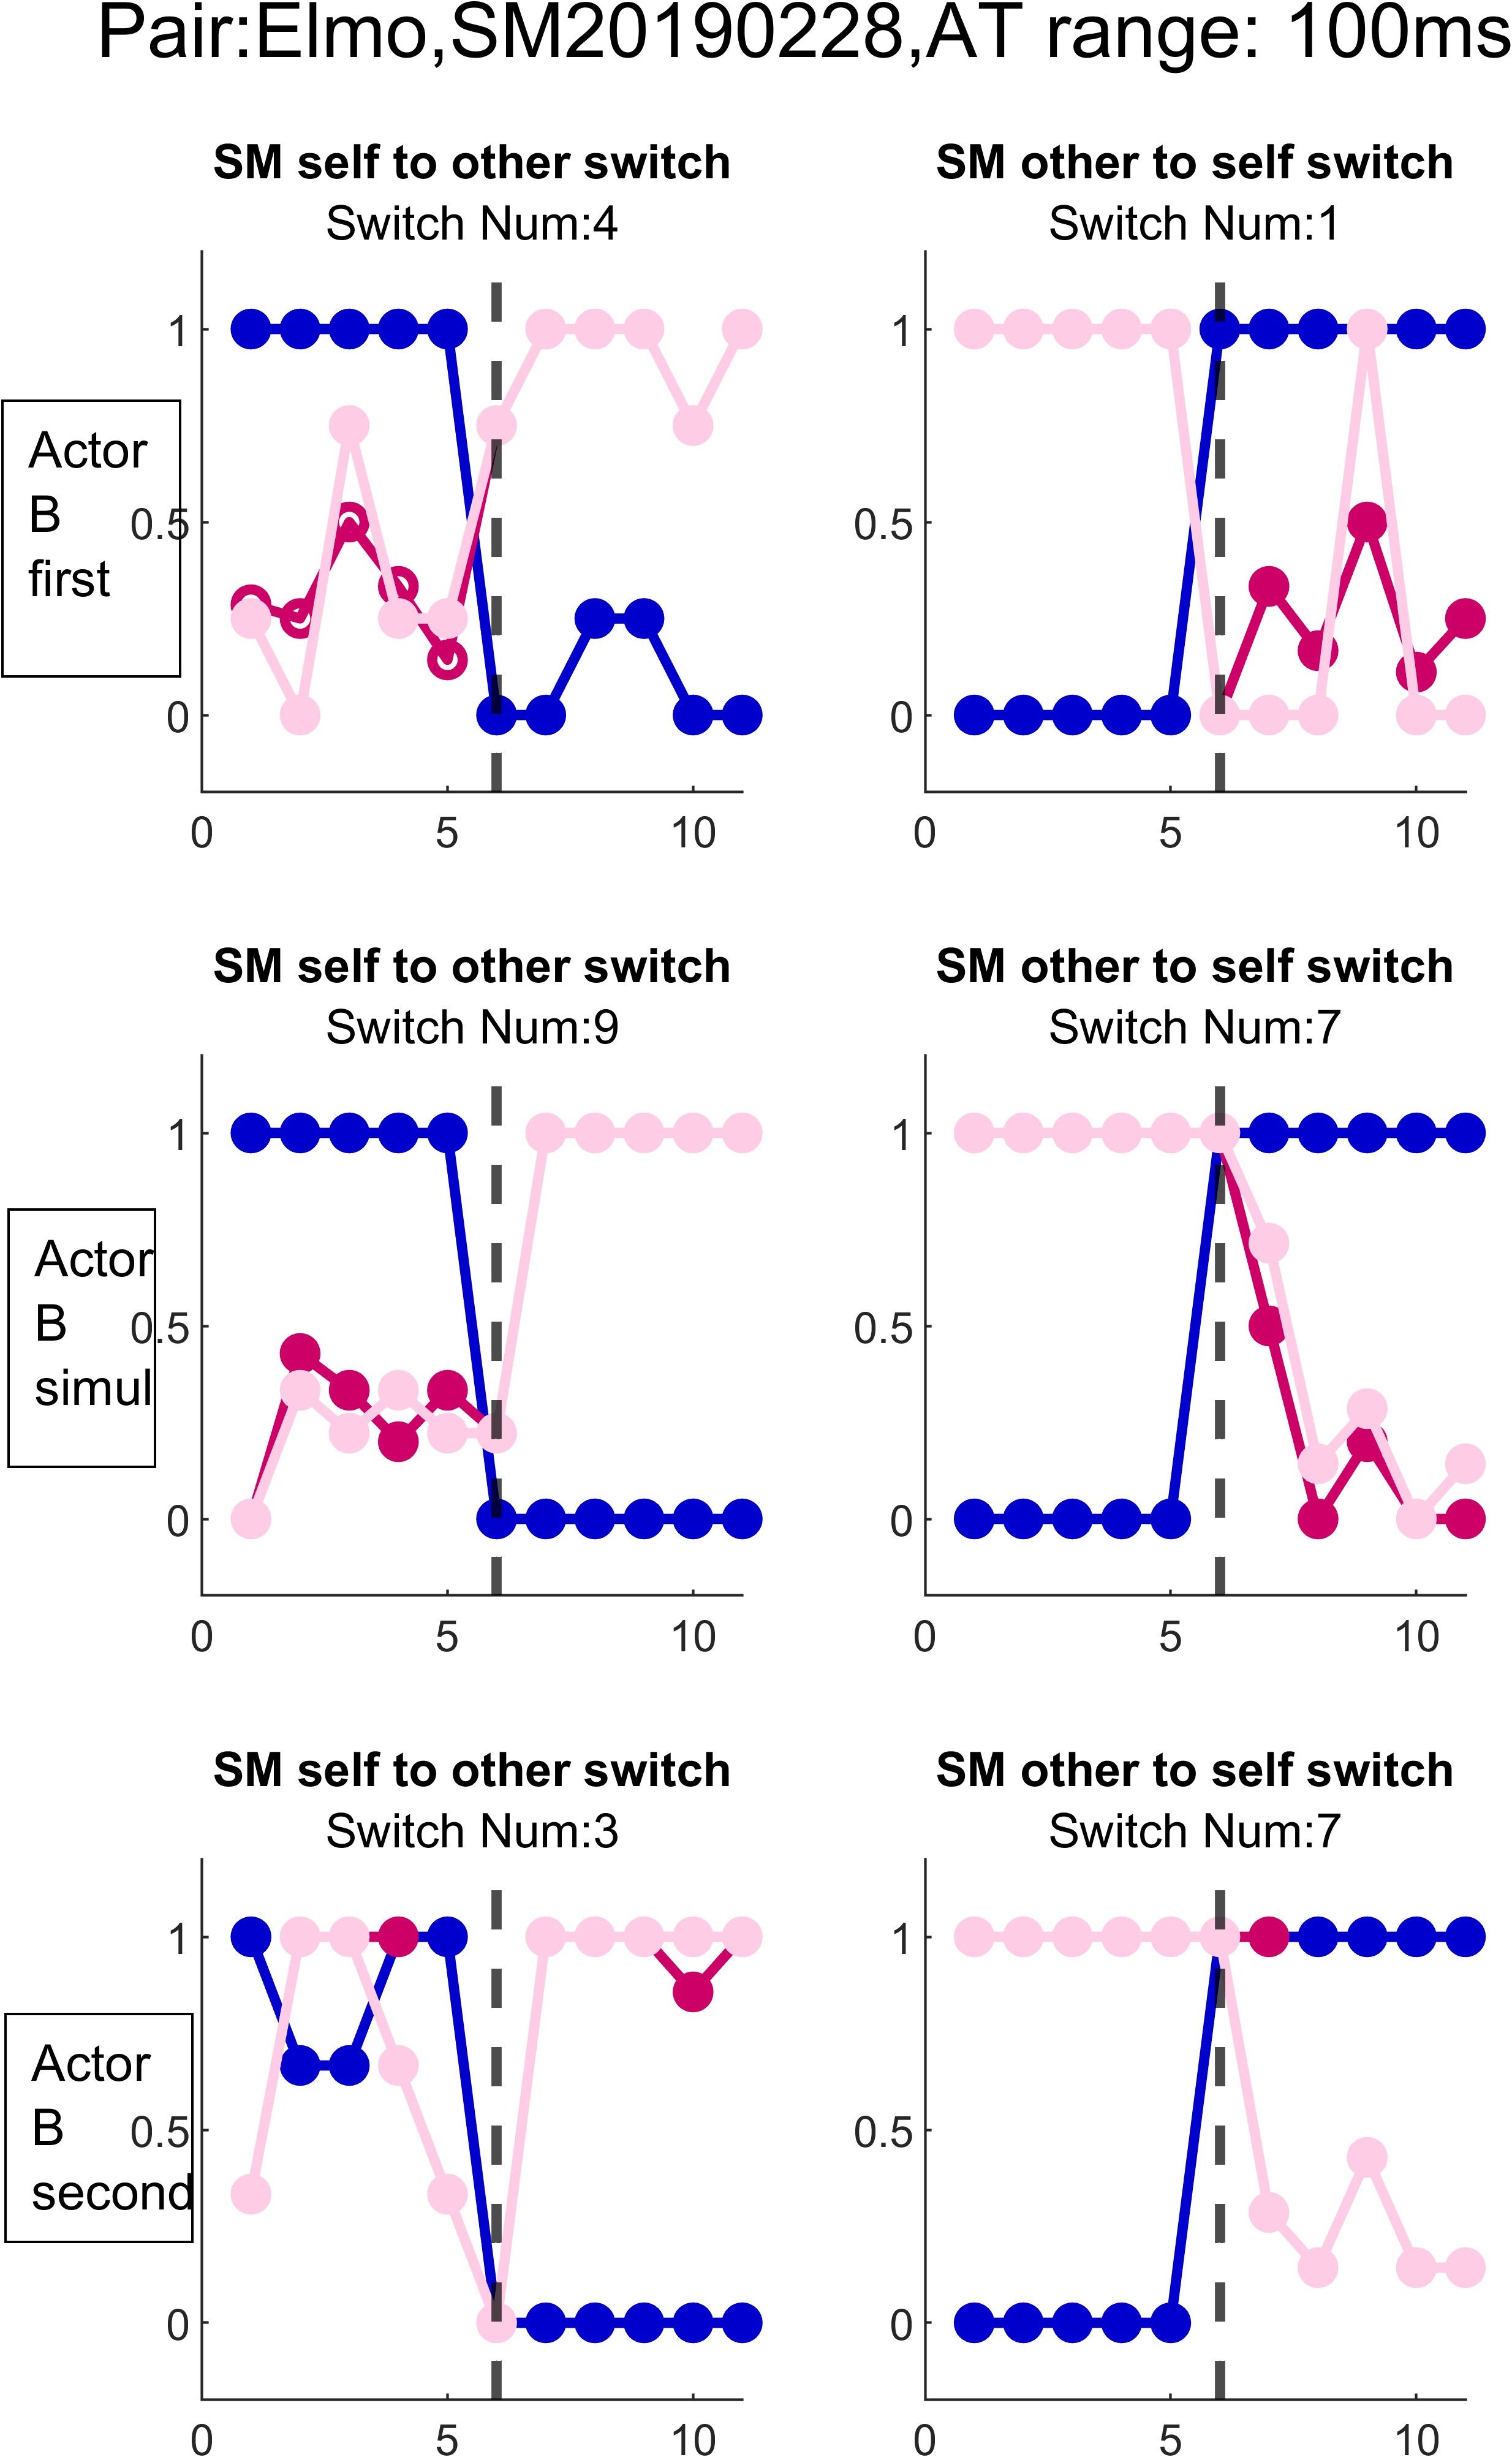 Pair:Elmo,SM20190228,AT range: 100ms
SM self to other switch
Switch Num:4
SM other to self switch
Switch Num:1
Actor
B
first
1
0.5
0
0
5
10
1
0.5
0
0
5
10
SM self to other switch
Switch Num:9
SM other to self switch
Switch Num:7
Actor
B
simul
1
0.5
0
0
5
10
1
0.5
0
0
5
10
SM self to other switch
Switch Num:3
SM other to self switch
Switch Num:7
Actor
B
second
1
0.5
0
0
5
10
1
0.5
0
0
5
10